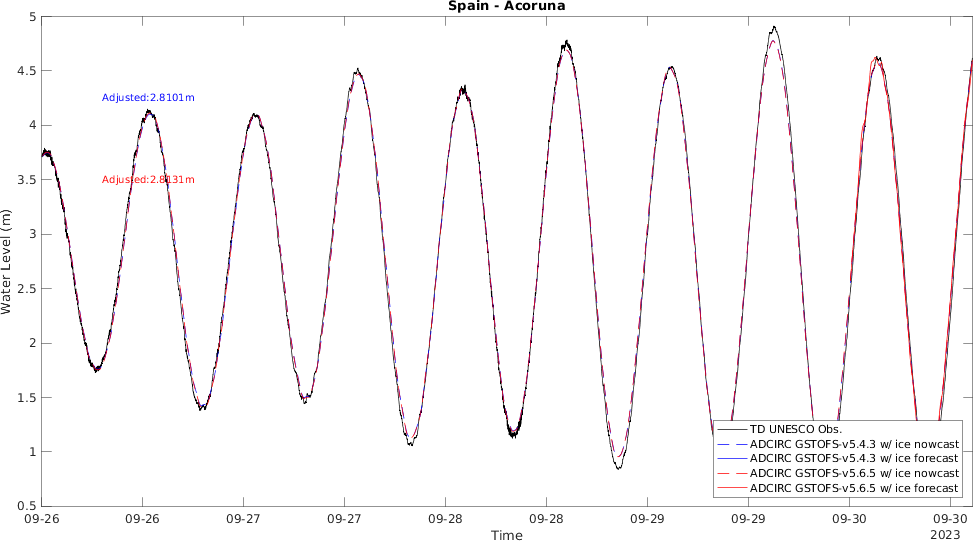 Spain - Acoruna
5
4.5
4
3.5
3
2.5
2
1.5
1
0.5
Water Level (m)
Adjusted:2.8101m
Adjusted:2.8131m
TD UNESCO Obs.
ADCIRC GSTOFS-v5.4.3 w/ ice nowcast
ADCIRC GSTOFS-v5.4.3 w/ ice forecast
ADCIRC GSTOFS-v5.6.5 w/ ice nowcast
ADCIRC GSTOFS-v5.6.5 w/ ice forecast
09-26 09-26 09-27 09-27 09-28 09-28 09-29 09-29 09-30 09-30
2023
Time